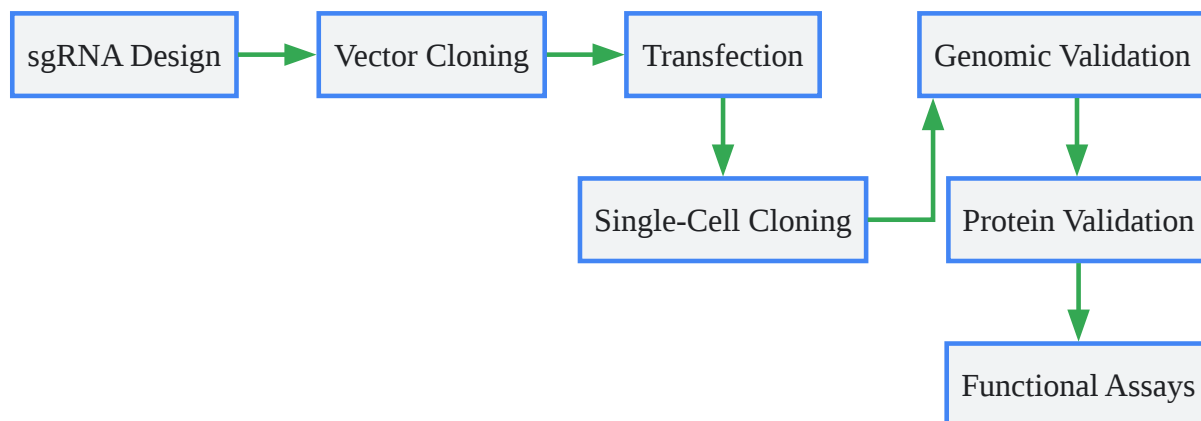 sgRNA Design
Vector Cloning
Transfection
Genomic Validation
Single-Cell Cloning
Protein Validation
Functional Assays